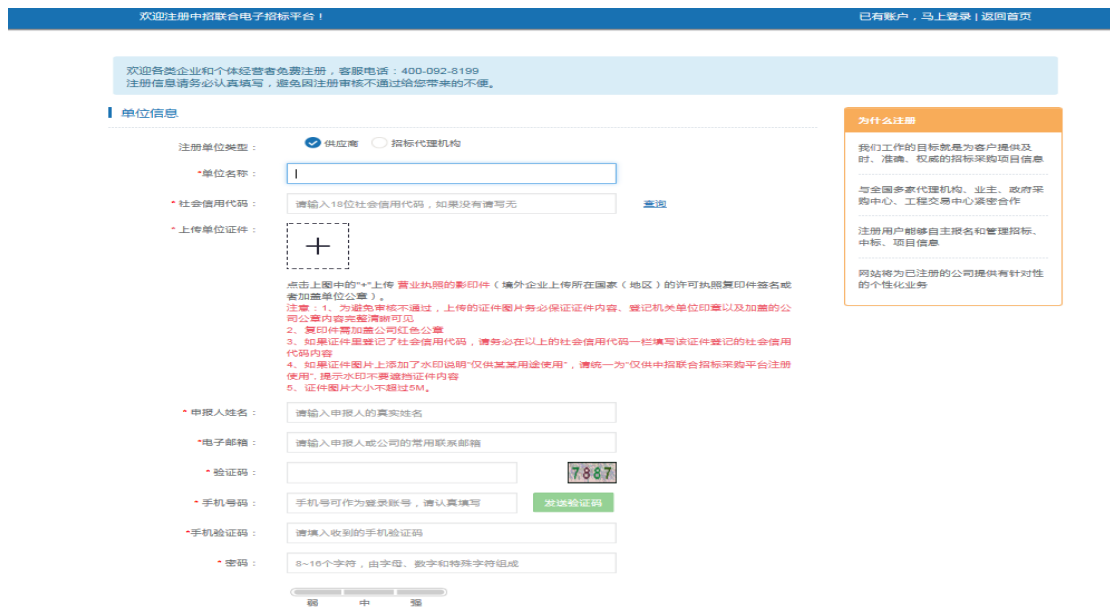 欢迎注册中招联合电子招标平台！
已有账户，马上登录 | 返回首页
欢迎各类企业和个体经营者免费注册，客服电话：400-092-8199
注册信息请务必认真填写，避免因注册审核不通过给您带来的不便。
单位信息
注册单位类型： 供应商 招标代理机构
*单位名称：
* 社会信用代码： 请输入18位社会信用代码，如果没有请写无 查询
* 上传单位证件：
点击上图中的"+"上传 营业执照的影印件（境外企业上传所在国家（地区）的许可执照复印件签名或
者加盖单位公章）。
注意：1、为避免审核不通过，上传的证件图片务必保证证件内容、登记机关单位印章以及加盖的公
司公章内容完整清晰可见
2、复印件需加盖公司红色公章
3、如果证件里登记了社会信用代码，请务必在以上的社会信用代码一栏填写该证件登记的社会信用
代码内容
4、如果证件图片上添加了水印说明"仅供某某用途使用"，请统一为"仅供中招联合招标采购平台注册
使用", 提示水印不要遮挡证件内容
5、证件图片大小不超过5M。
* 申报人姓名： 请输入申报人的真实姓名
*电子邮箱： 请输入申报人或公司的常用联系邮箱
* 验证码： 7887
* 手机号码： 手机号可作为登录账号，请认真填写 发送验证码
*手机验证码： 请填入收到的手机验证码
* 密码： 8~16个字符，由字母、数字和特殊字符组成
弱 中 强
为什么注册
我们工作的目标就是为客户提供及
时、准确、权威的招标采购项目信息
与全国多家代理机构、业主、政府采
购中心、工程交易中心紧密合作
注册用户能够自主报名和管理招标、
中标、项目信息
网站将为已注册的公司提供有针对性
的个性化业务